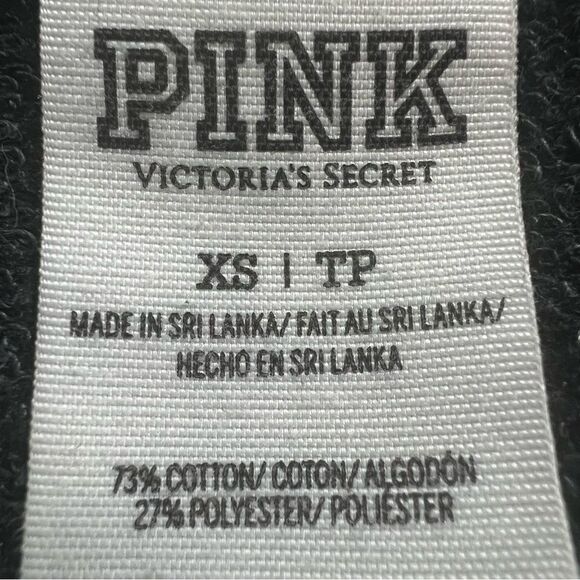 PINK
VICTORIA'S SECRET
XS | TP
MADE IN SRI LANKA/ FAIT AU SRI LANKA/
HECHO EN SRI LANKA
73% COTTON/ COTON/ ALGODÓN
27% POLYESTER/ POLIÉSTER